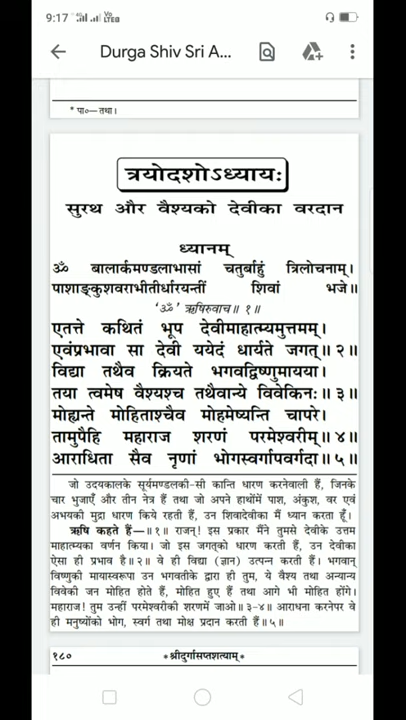 9:17
Durga Shiv Sri A...
* पा०— तथा।
त्रयोदशोऽध्यायः
सुरथ और वैश्यको देवीका वरदान
ध्यानम्
ॐ बालार्कमण्डलाभासां चतुर्बाहुं त्रिलोचनाम्।
पाशाङ्कुशवराभीतीर्धारयन्तीं शिवां भजे॥
'ॐ' ऋषिरुवाच॥ १॥
एतत्ते कथितं भूप देवीमाहात्म्यमुत्तमम्।
एवंप्रभावा सा देवी ययेदं धार्यते जगत्॥ २॥
विद्या तथैव क्रियते भगवद्विष्णुमायया।
तया त्वमेष वैश्यश्च तथैवान्ये विवेकिनः॥ ३॥
मोह्यन्ते मोहिताश्चैव मोहमेष्यन्ति चापरे।
तामुपैहि महाराज शरणं परमेश्वरीम्॥ ४॥
आराधिता सैव नृणां भोगस्वर्गापवर्गदा॥ ५॥
जो उदयकालके सूर्यमण्डलकी-सी कान्ति धारण करनेवाली हैं, जिनके
चार भुजाएँ और तीन नेत्र हैं तथा जो अपने हाथोंमें पाश, अंकुश, वर एवं
अभयकी मुद्रा धारण किये रहती हैं, उन शिवादेवीका मैं ध्यान करता हूँ।
ऋषि कहते हैं—॥ १॥ राजन्! इस प्रकार मैंने तुमसे देवीके उत्तम
माहात्म्यका वर्णन किया। जो इस जगत्‌को धारण करती हैं, उन देवीका
ऐसा ही प्रभाव है॥ २॥ वे ही विद्या (ज्ञान) उत्पन्न करती हैं। भगवान्
विष्णुकी मायास्वरूपा उन भगवतीके द्वारा ही तुम, ये वैश्य तथा अन्यान्य
विवेकी जन मोहित होते हैं, मोहित हुए हैं तथा आगे भी मोहित होंगे।
महाराज! तुम उन्हीं परमेश्वरीकी शरणमें जाओ॥ ३-४॥ आराधना करनेपर वे
ही मनुष्योंको भोग, स्वर्ग तथा मोक्ष प्रदान करती हैं॥ ५॥
१८० * श्रीदुर्गासप्तशत्याम् *